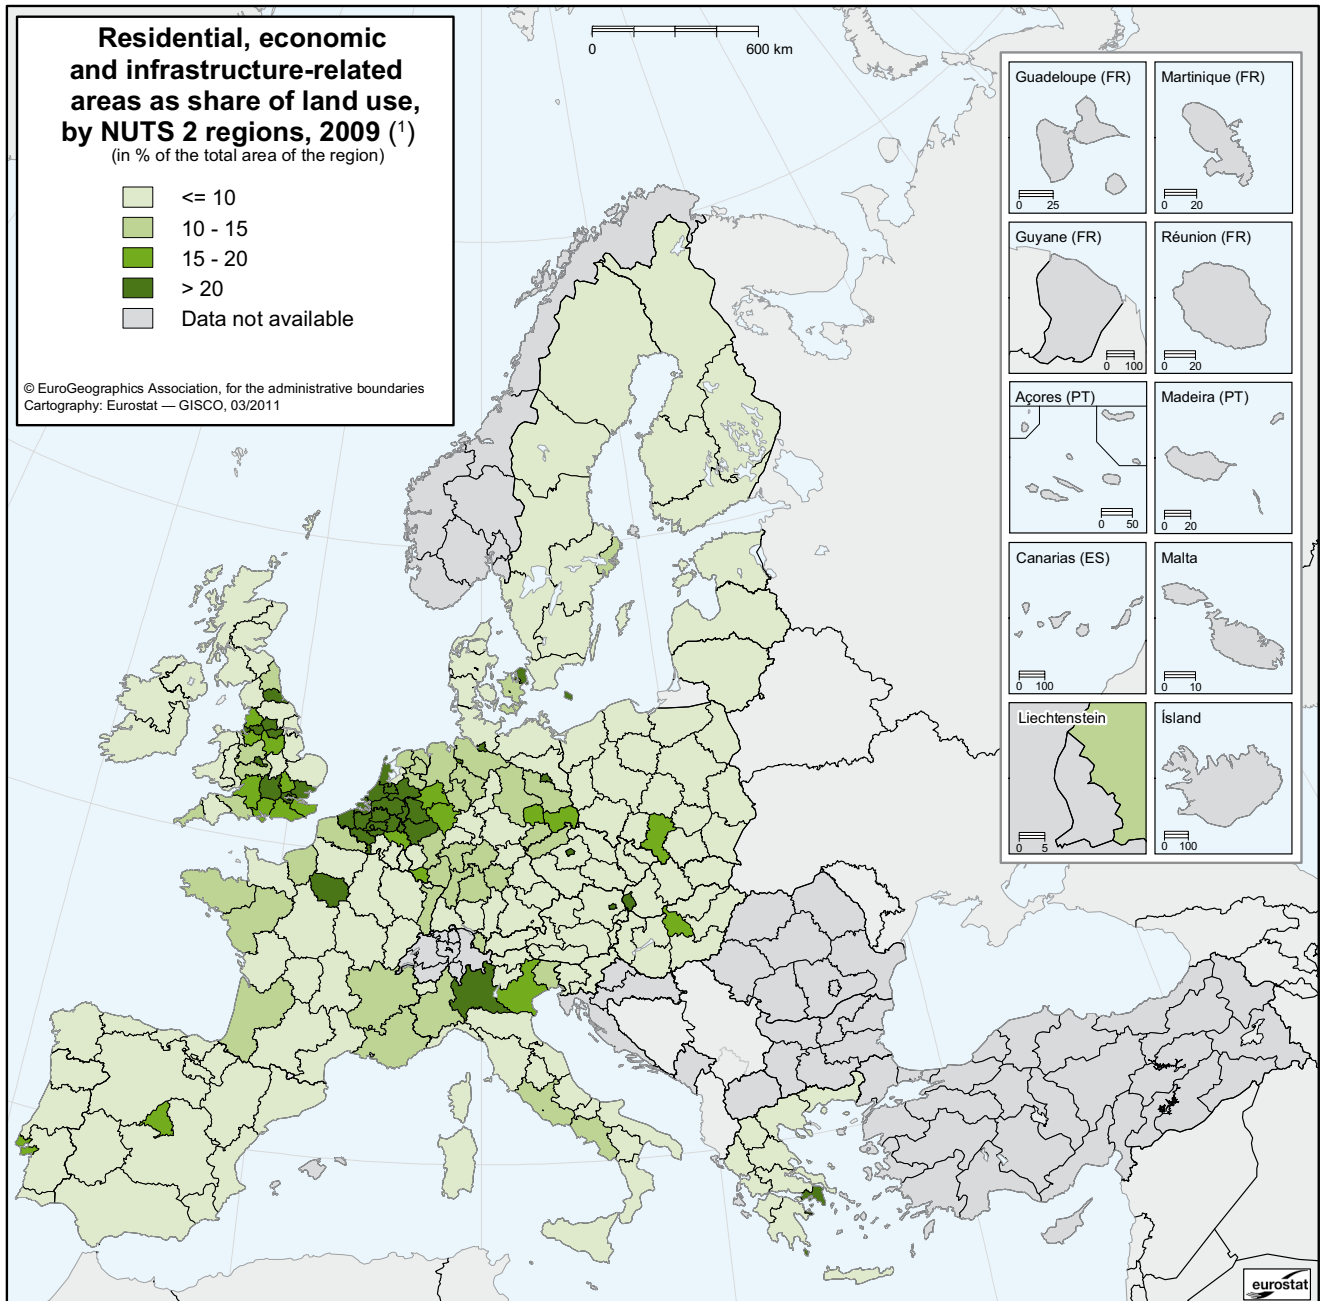 Residential, economic
and infrastructure-related
areas as share of land use,
by NUTS 2 regions, 2009 (¹)
(in % of the total area of the region)
<= 10
10 - 15
15 - 20
> 20
Data not available
© EuroGeographics Association, for the administrative boundaries
Cartography: Eurostat — GISCO, 03/2011
0 600 km
Guadeloupe (FR)
0 25
Martinique (FR)
0 20
Guyane (FR)
0 100
Réunion (FR)
0 20
Açores (PT)
0 50
Madeira (PT)
0 20
Canarias (ES)
0 100
Malta
0 10
Liechtenstein
0 5
Ísland
0 100
eurostat